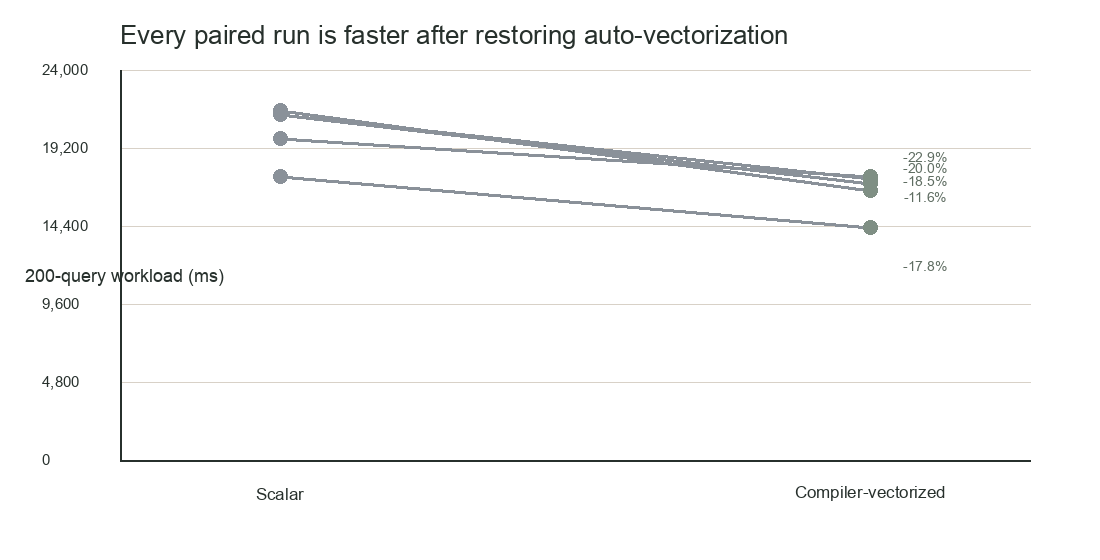 Every paired run is faster after restoring auto-vectorization
24,000
19,200
-22.9%
-20.0%
-18.5%
-11.6%
14,400
-17.8%
200-query workload (ms)
9,600
4,800
0
Scalar
Compiler-vectorized